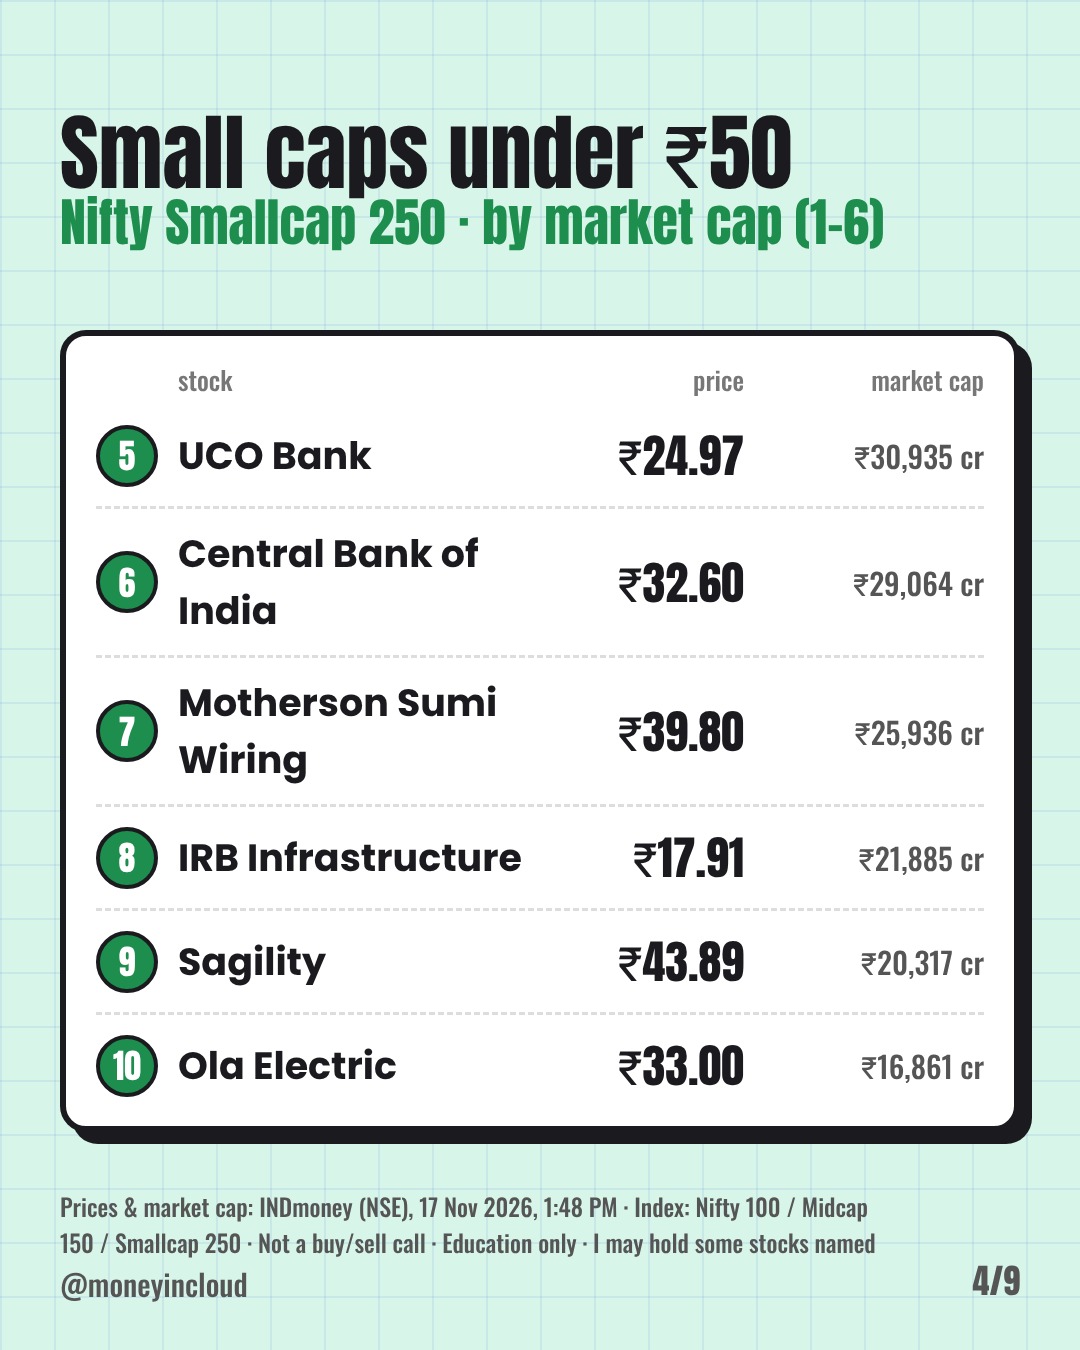 Small caps under ₹50
Nifty Smallcap 250 · by market cap (1-6)
stock price market cap
5 UCO Bank ₹24.97 ₹30,935 cr
6 Central Bank of India ₹32.60 ₹29,064 cr
7 Motherson Sumi Wiring ₹39.80 ₹25,936 cr
8 IRB Infrastructure ₹17.91 ₹21,885 cr
9 Sagility ₹43.89 ₹20,317 cr
10 Ola Electric ₹33.00 ₹16,861 cr
Prices & market cap: INDmoney (NSE), 17 Nov 2026, 1:48 PM · Index: Nifty 100 / Midcap
150 / Smallcap 250 · Not a buy/sell call · Education only · I may hold some stocks named
@moneyincloud 4/9